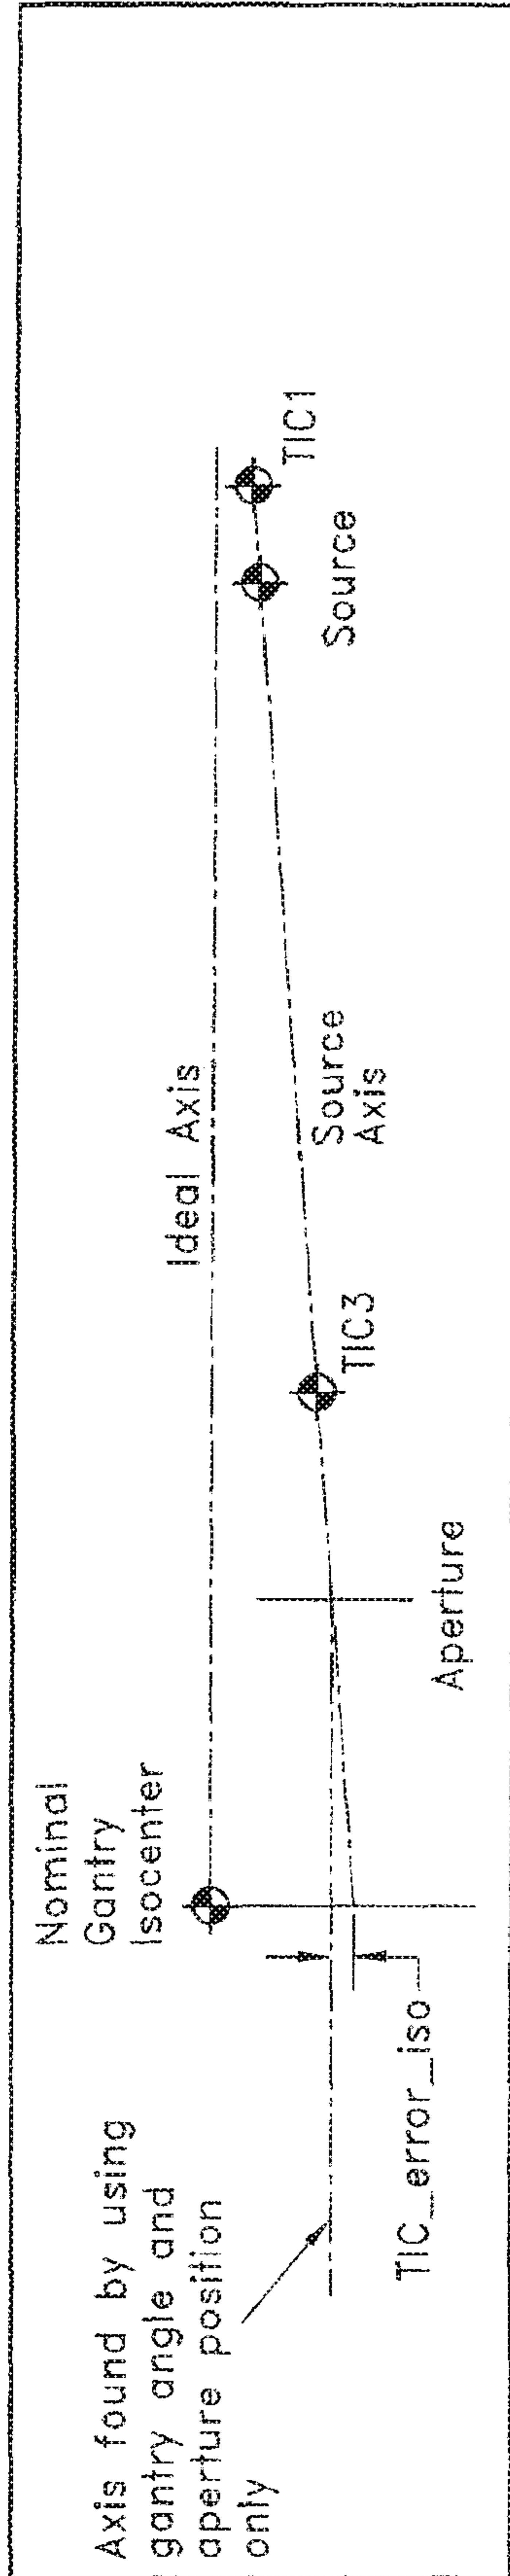 Axis found by using
gantry angle and
aperture position
only
Nominal
Gantry
Isocenter
TIC_error_iso
Aperture
TIC3
Ideal Axis
Source
Axis
Source
TIC1